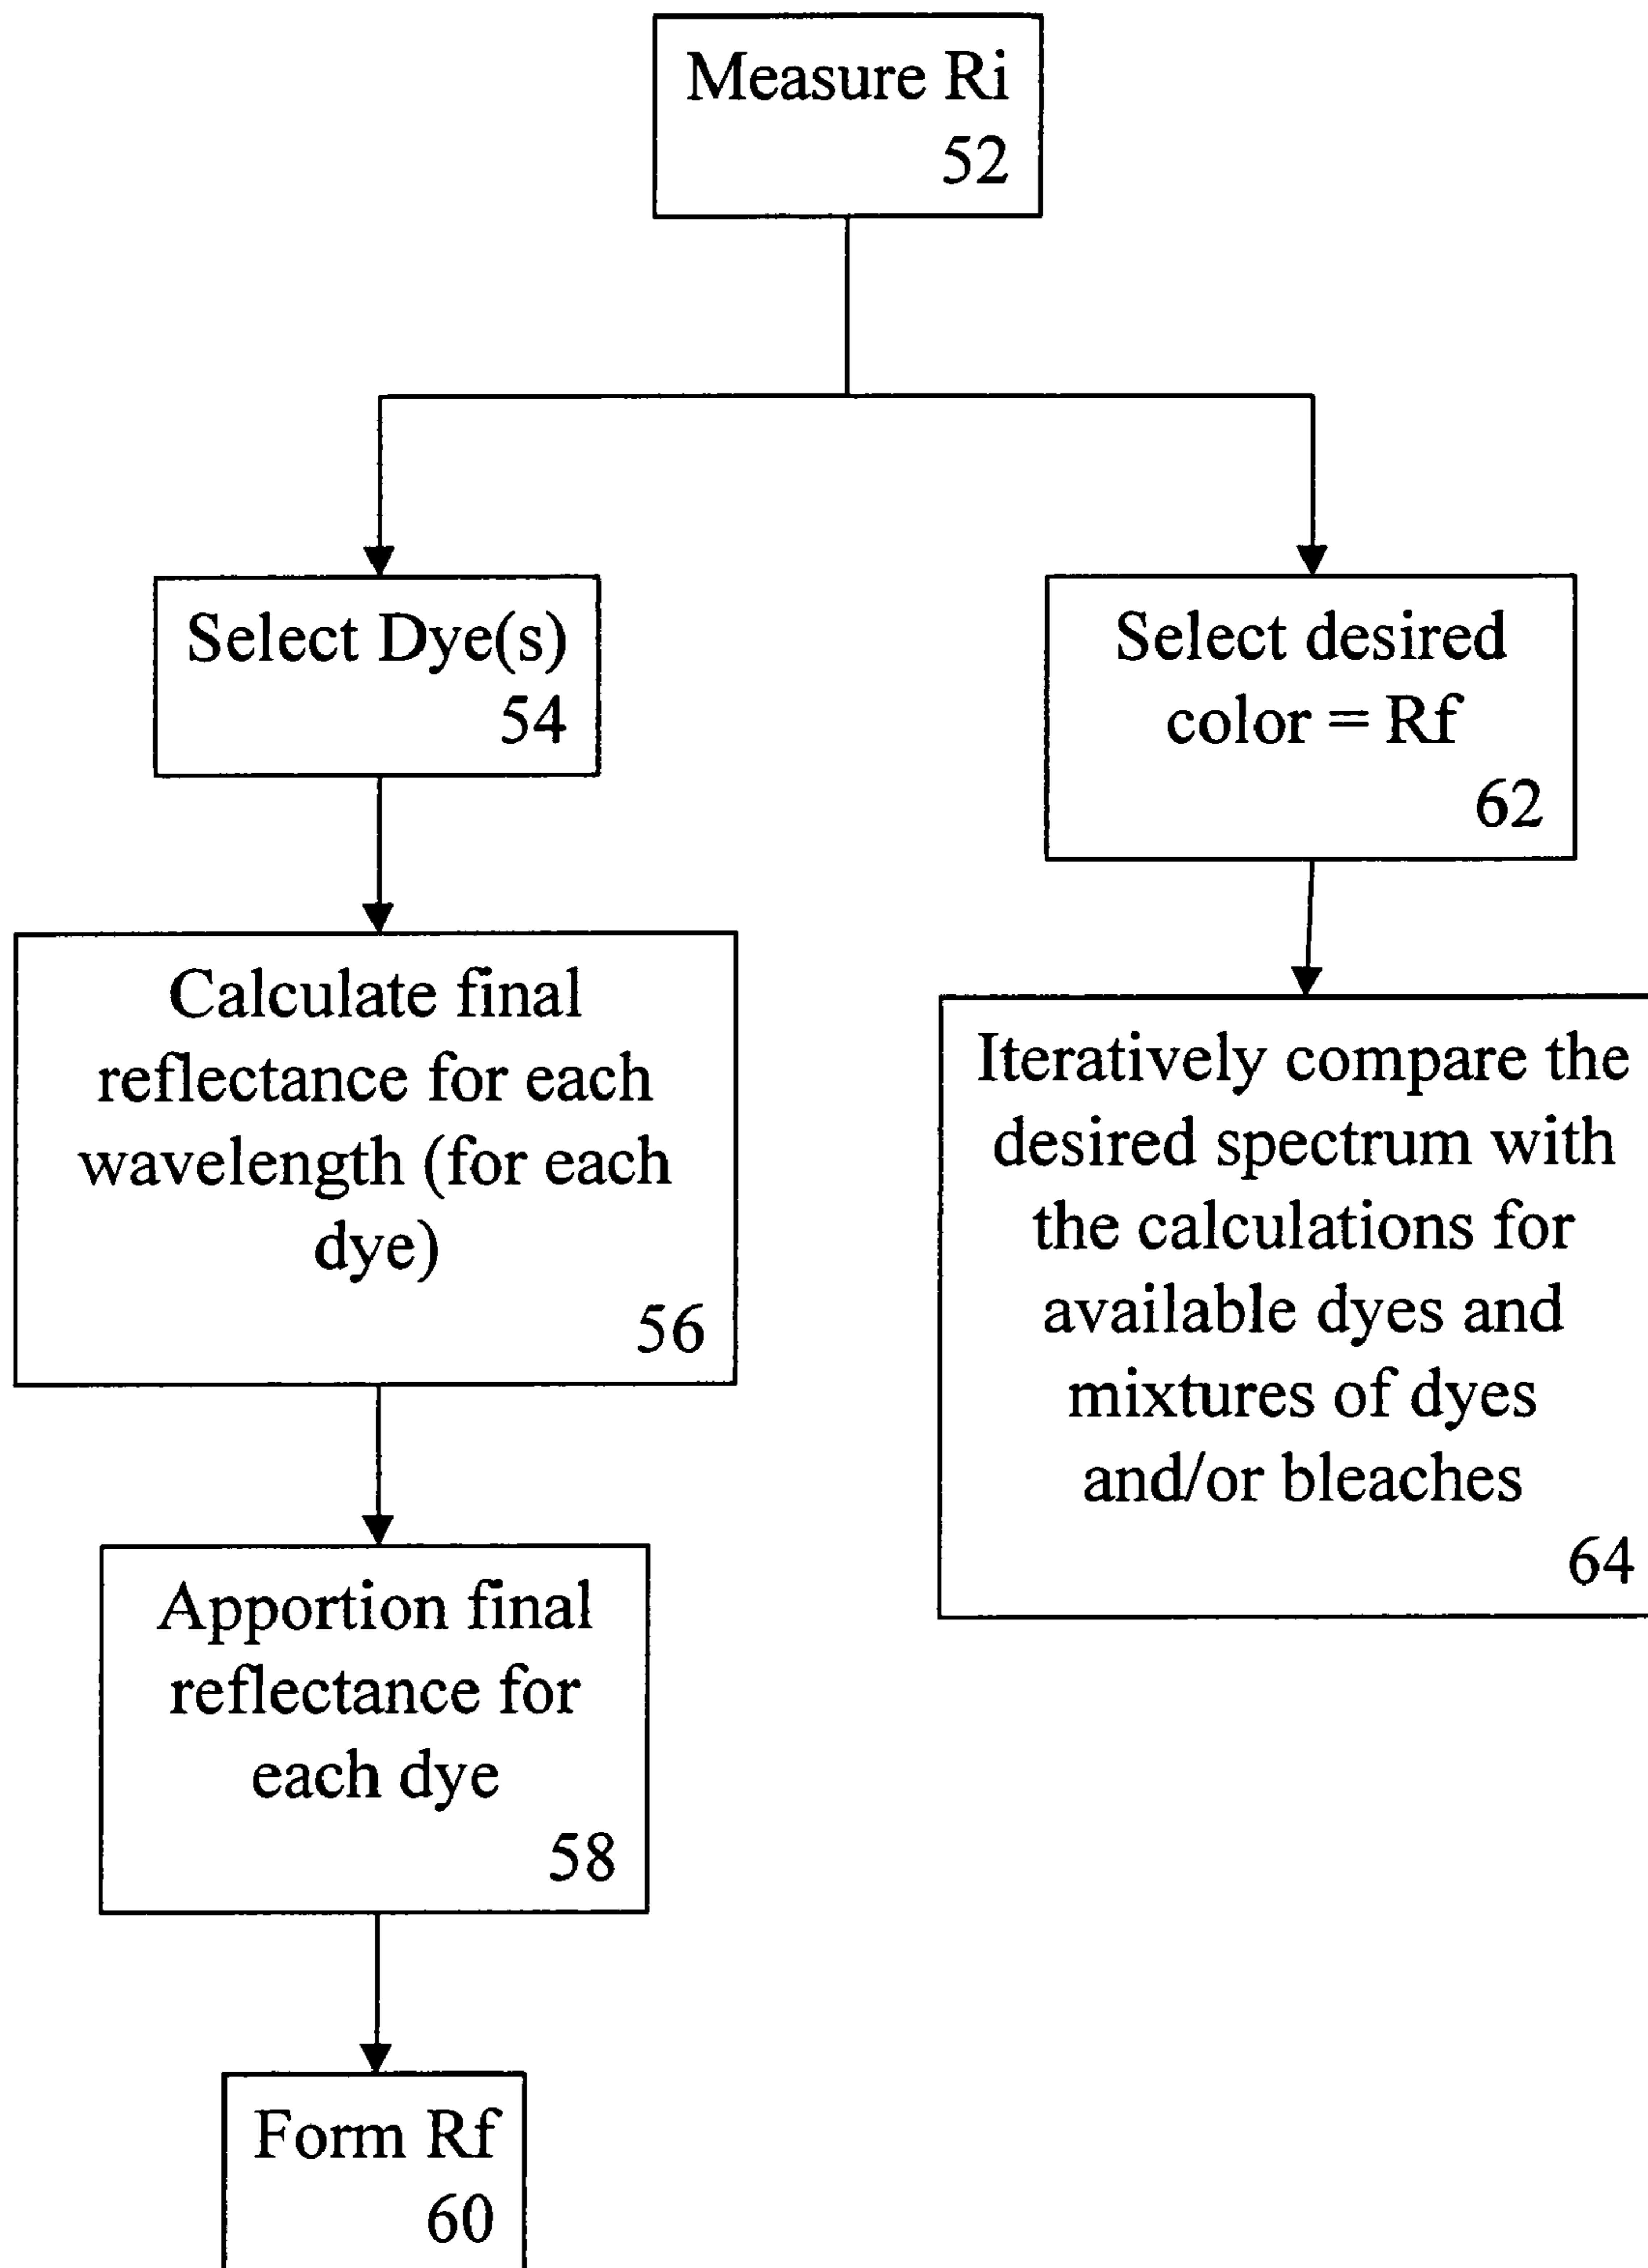 Measure Ri
52
Select Dye(s)
54
Calculate final
reflectance for each
wavelength (for each
dye)
56
Apportion final
reflectance for
each dye
58
Form Rf
60
Select desired
color = Rf
62
Iteratively compare the
desired spectrum with
the calculations for
available dyes and
mixtures of dyes
and/or bleaches
64